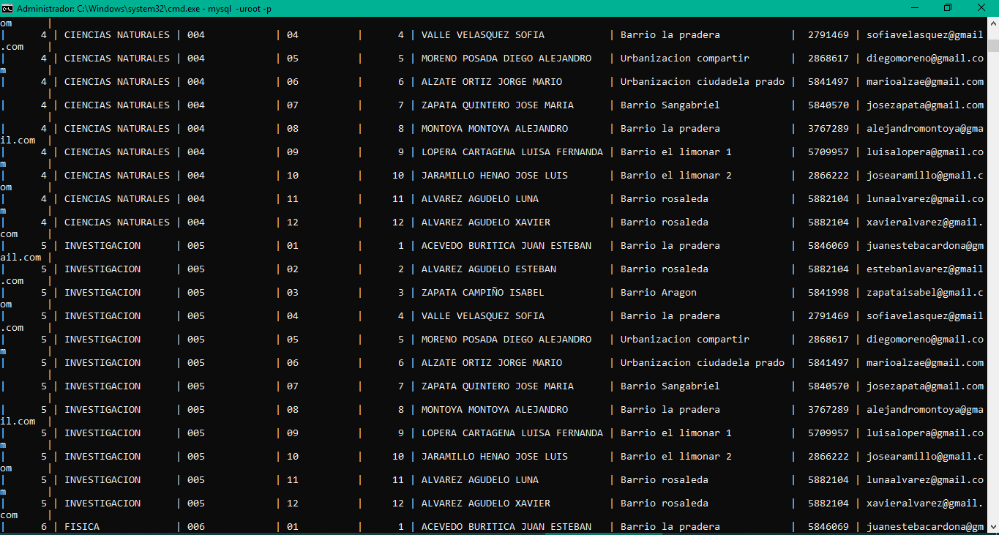 Administrador: C:\Windows\system32\cmd.exe - mysql -uroot -p
om |
| 4 | CIENCIAS NATURALES | 004 | 04 | 4 | VALLE VELASQUEZ SOFIA | Barrio la pradera | 2791469 | sofiavelasquez@gmail
.com |
| 4 | CIENCIAS NATURALES | 004 | 05 | 5 | MORENO POSADA DIEGO ALEJANDRO | Urbanizacion compartir | 2868617 | diegomoreno@gmail.co
m |
| 4 | CIENCIAS NATURALES | 004 | 06 | 6 | ALZATE ORTIZ JORGE MARIO | Urbanizacion ciudadela prado | 5841497 | marioalzae@gmail.com
|
| 4 | CIENCIAS NATURALES | 004 | 07 | 7 | ZAPATA QUINTERO JOSE MARIA | Barrio Sangabriel | 5840570 | josezapata@gmail.com
|
| 4 | CIENCIAS NATURALES | 004 | 08 | 8 | MONTOYA MONTOYA ALEJANDRO | Barrio la pradera | 3767289 | alejandromontoya@gma
il.com |
| 4 | CIENCIAS NATURALES | 004 | 09 | 9 | LOPERA CARTAGENA LUISA FERNANDA | Barrio el limonar 1 | 5709957 | luisalopera@gmail.co
m |
| 4 | CIENCIAS NATURALES | 004 | 10 | 10 | JARAMILLO HENAO JOSE LUIS | Barrio el limonar 2 | 2866222 | josearamillo@gmail.c
om |
| 4 | CIENCIAS NATURALES | 004 | 11 | 11 | ALVAREZ AGUDELO LUNA | Barrio rosaleda | 5882104 | lunaalvarez@gmail.co
m |
| 4 | CIENCIAS NATURALES | 004 | 12 | 12 | ALVAREZ AGUDELO XAVIER | Barrio rosaleda | 5882104 | xavieralvarez@gmail.
com |
| 5 | INVESTIGACION | 005 | 01 | 1 | ACEVEDO BURITICA JUAN ESTEBAN | Barrio la pradera | 5846069 | juanestebacardona@gm
ail.com |
| 5 | INVESTIGACION | 005 | 02 | 2 | ALVAREZ AGUDELO ESTEBAN | Barrio rosaleda | 5882104 | estebanlavarez@gmail
.com |
| 5 | INVESTIGACION | 005 | 03 | 3 | ZAPATA CAMPIÑO ISABEL | Barrio Aragon | 5841998 | zapataisabel@gmail.c
om |
| 5 | INVESTIGACION | 005 | 04 | 4 | VALLE VELASQUEZ SOFIA | Barrio la pradera | 2791469 | sofiavelasquez@gmail
.com |
| 5 | INVESTIGACION | 005 | 05 | 5 | MORENO POSADA DIEGO ALEJANDRO | Urbanizacion compartir | 2868617 | diegomoreno@gmail.co
m |
| 5 | INVESTIGACION | 005 | 06 | 6 | ALZATE ORTIZ JORGE MARIO | Urbanizacion ciudadela prado | 5841497 | marioalzae@gmail.com
|
| 5 | INVESTIGACION | 005 | 07 | 7 | ZAPATA QUINTERO JOSE MARIA | Barrio Sangabriel | 5840570 | josezapata@gmail.com
|
| 5 | INVESTIGACION | 005 | 08 | 8 | MONTOYA MONTOYA ALEJANDRO | Barrio la pradera | 3767289 | alejandromontoya@gma
il.com |
| 5 | INVESTIGACION | 005 | 09 | 9 | LOPERA CARTAGENA LUISA FERNANDA | Barrio el limonar 1 | 5709957 | luisalopera@gmail.co
m |
| 5 | INVESTIGACION | 005 | 10 | 10 | JARAMILLO HENAO JOSE LUIS | Barrio el limonar 2 | 2866222 | josearamillo@gmail.c
om |
| 5 | INVESTIGACION | 005 | 11 | 11 | ALVAREZ AGUDELO LUNA | Barrio rosaleda | 5882104 | lunaalvarez@gmail.co
m |
| 5 | INVESTIGACION | 005 | 12 | 12 | ALVAREZ AGUDELO XAVIER | Barrio rosaleda | 5882104 | xavieralvarez@gmail.
com |
| 6 | FISICA | 006 | 01 | 1 | ACEVEDO BURITICA JUAN ESTEBAN | Barrio la pradera | 5846069 | juanestebacardona@gm